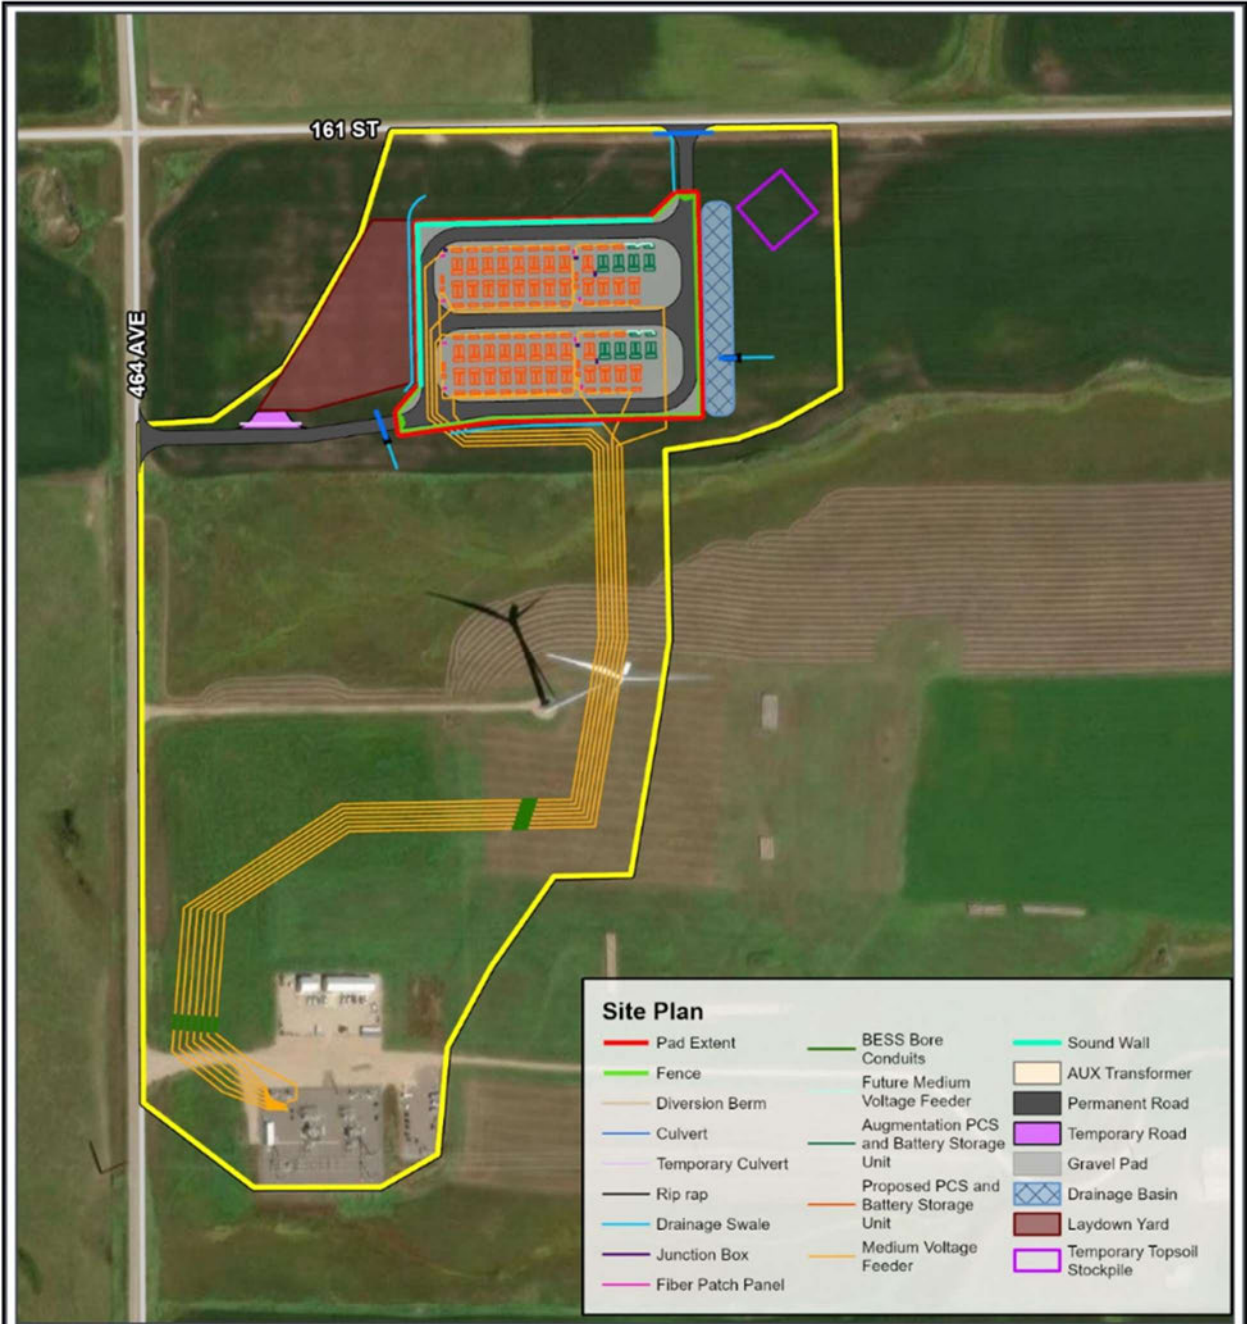 161 ST
464 AVE
Site Plan
Pad Extent
Fence
Diversion Berm
Culvert
Temporary Culvert
Rip rap
Drainage Swale
Junction Box
Fiber Patch Panel
BESS Bore
Conduits
Future Medium
Voltage Feeder
Augmentation PCS
and Battery Storage
Unit
Proposed PCS and
Battery Storage
Unit
Medium Voltage
Feeder
Sound Wall
AUX Transformer
Permanent Road
Temporary Road
Gravel Pad
Drainage Basin
Laydown Yard
Temporary Topsoil
Stockpile